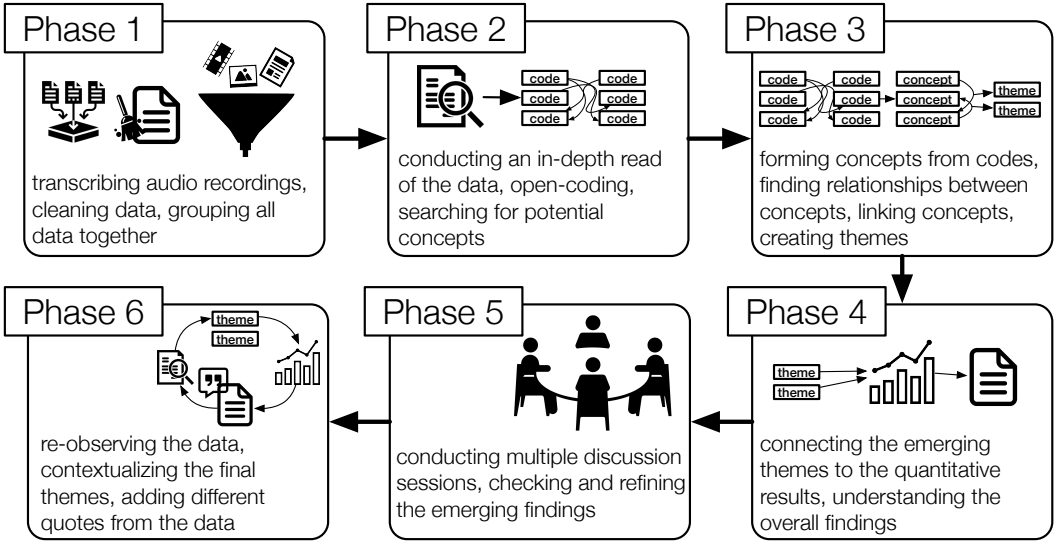 Phase 1
transcribing audio recordings,
cleaning data, grouping all
data together
Phase 2
code
code
code
code
code
code
conducting an in-depth read
of the data, open-coding,
searching for potential
concepts
Phase 3
code
code
concept
code
code
concept
code
code
concept
theme
theme
forming concepts from codes,
finding relationships between
concepts, linking concepts,
creating themes
Phase 4
theme
theme
connecting the emerging
themes to the quantitative
results, understanding the
overall findings
Phase 5
conducting multiple discussion
sessions, checking and refining
the emerging findings
Phase 6
theme
theme
re-observing the data,
contextualizing the final
themes, adding different
quotes from the data